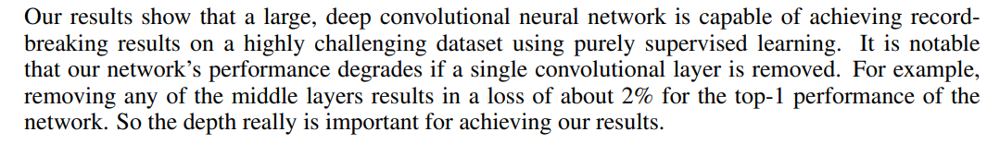 Our results show that a large, deep convolutional neural network is capable of achieving record-
breaking results on a highly challenging dataset using purely supervised learning. It is notable
that our network's performance degrades if a single convolutional layer is removed. For example,
removing any of the middle layers results in a loss of about 2% for the top-1 performance of the
network. So the depth really is important for achieving our results.